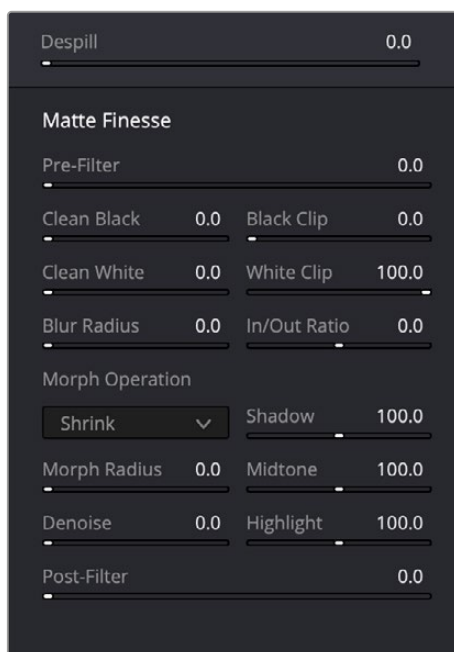 Despill 0.0
Matte Finesse
Pre-Filter 0.0
Clean Black 0.0 Black Clip 0.0
Clean White 0.0 White Clip 100.0
Blur Radius 0.0 In/Out Ratio 0.0
Morph Operation
Shrink Shadow 100.0
Morph Radius 0.0 Midtone 100.0
Denoise 0.0 Highlight 100.0
Post-Filter 0.0